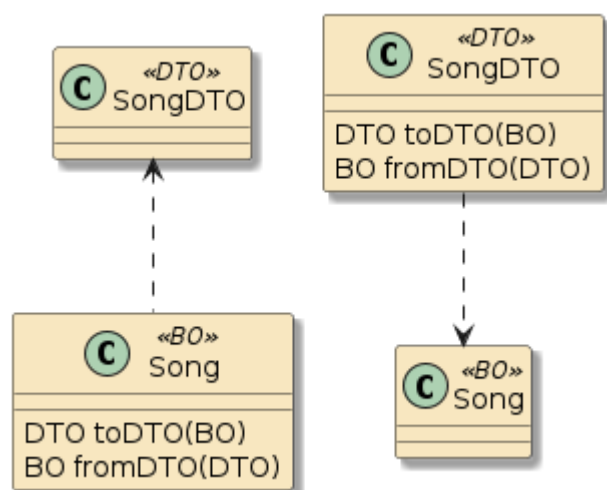 C «DTO»
SongDTO
C «BO»
Song
DTO toDTO(BO)
BO fromDTO(DTO)
C «DTO»
SongDTO
DTO toDTO(BO)
BO fromDTO(DTO)
C «BO»
Song